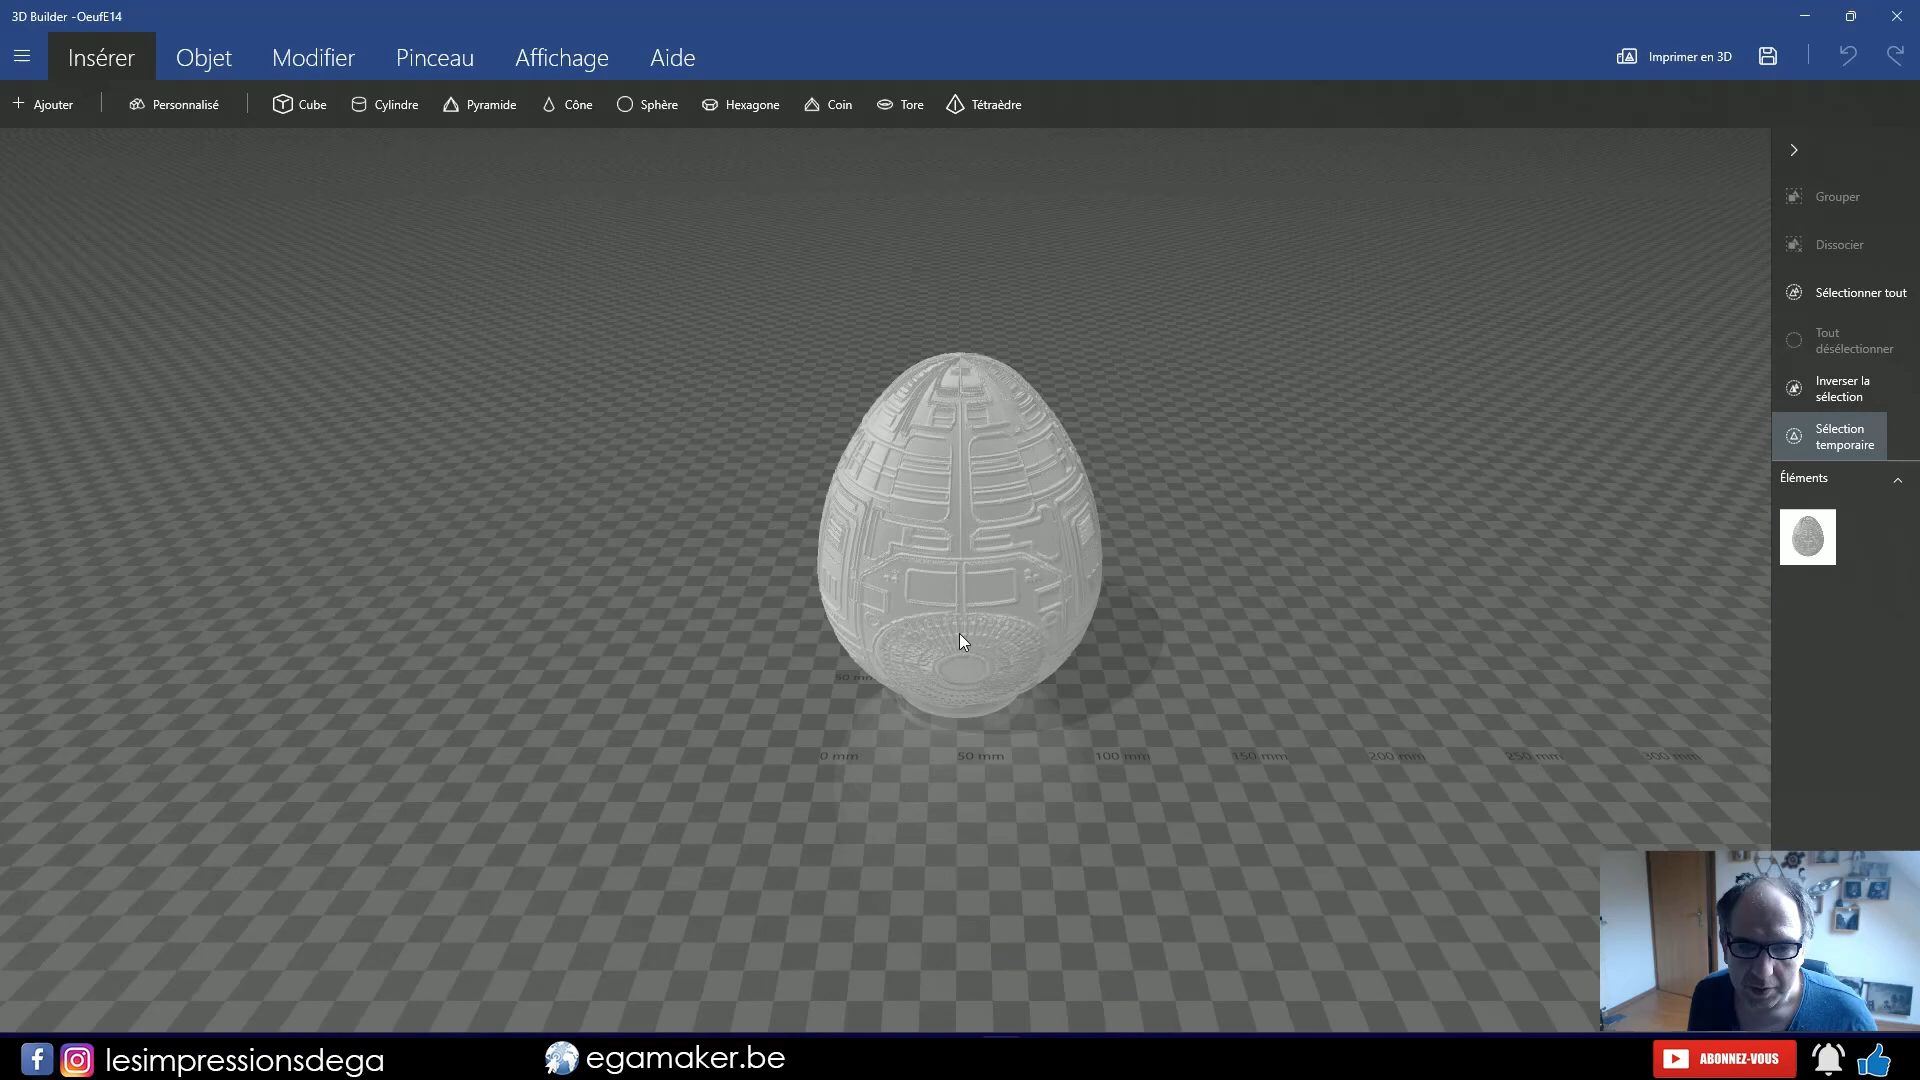 3D Builder -OeufE14
Insérer Objet Modifier Pinceau Affichage Aide
Imprimer en 3D
Ajouter Personnalisé Cube Cylindre Pyramide Cône Sphère Hexagone Coin Tore Tétraèdre
Grouper
Dissocier
Sélectionner tout
Tout
désélectionner
Inverser la
sélection
Sélection
temporaire
Éléments
50 mm
0 mm 50 mm 100 mm 150 mm 200 mm 250 mm 300 mm
lesimpressionsdega
egamaker.be
ABONNEZ-VOUS